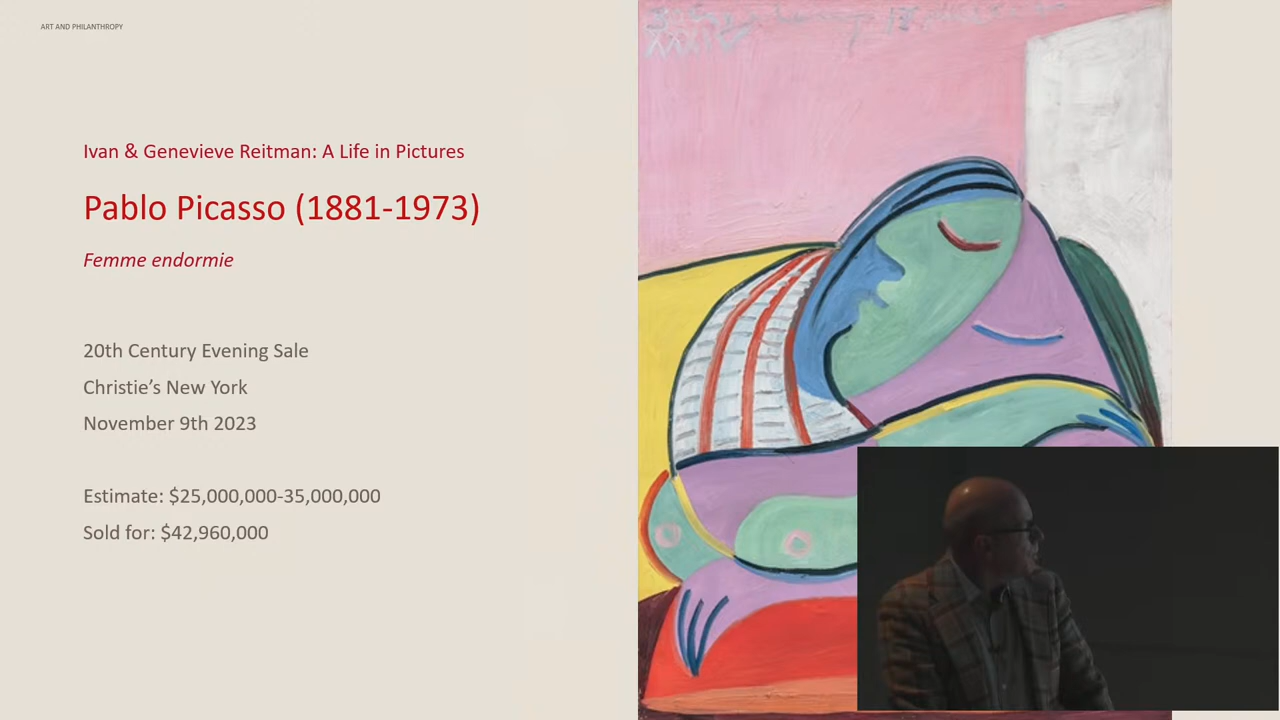 ART AND PHILANTHROPY
Ivan & Genevieve Reitman: A Life in Pictures
Pablo Picasso (1881-1973)
Femme endormie
20th Century Evening Sale
Christie's New York
November 9th 2023
Estimate: $25,000,000-35,000,000
Sold for: $42,960,000
XXXIV